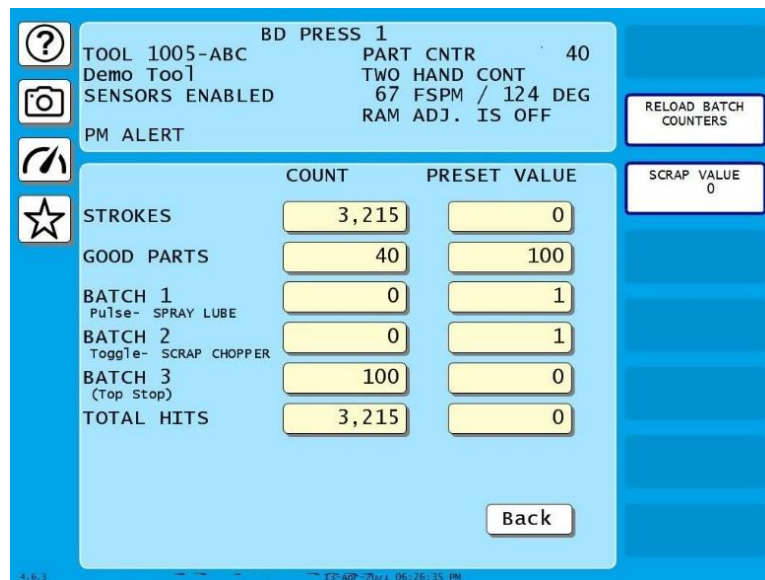 ?
BD PRESS 1
TOOL 1005-ABC PART CNTR 40
Demo Tool TWO HAND CONT
SENSORS ENABLED 67 FSPM / 124 DEG
RAM ADJ. IS OFF
PM ALERT
RELOAD BATCH
COUNTERS
SCRAP VALUE
0
COUNT PRESET VALUE
STROKES 3,215 0
GOOD PARTS 40 100
BATCH 1 0 1
Pulse- SPRAY LUBE
BATCH 2 0 1
Toggle- SCRAP CHOPPER
BATCH 3 100 0
(Top Stop)
TOTAL HITS 3,215 0
Back
4.6.3
06:26:35 PM